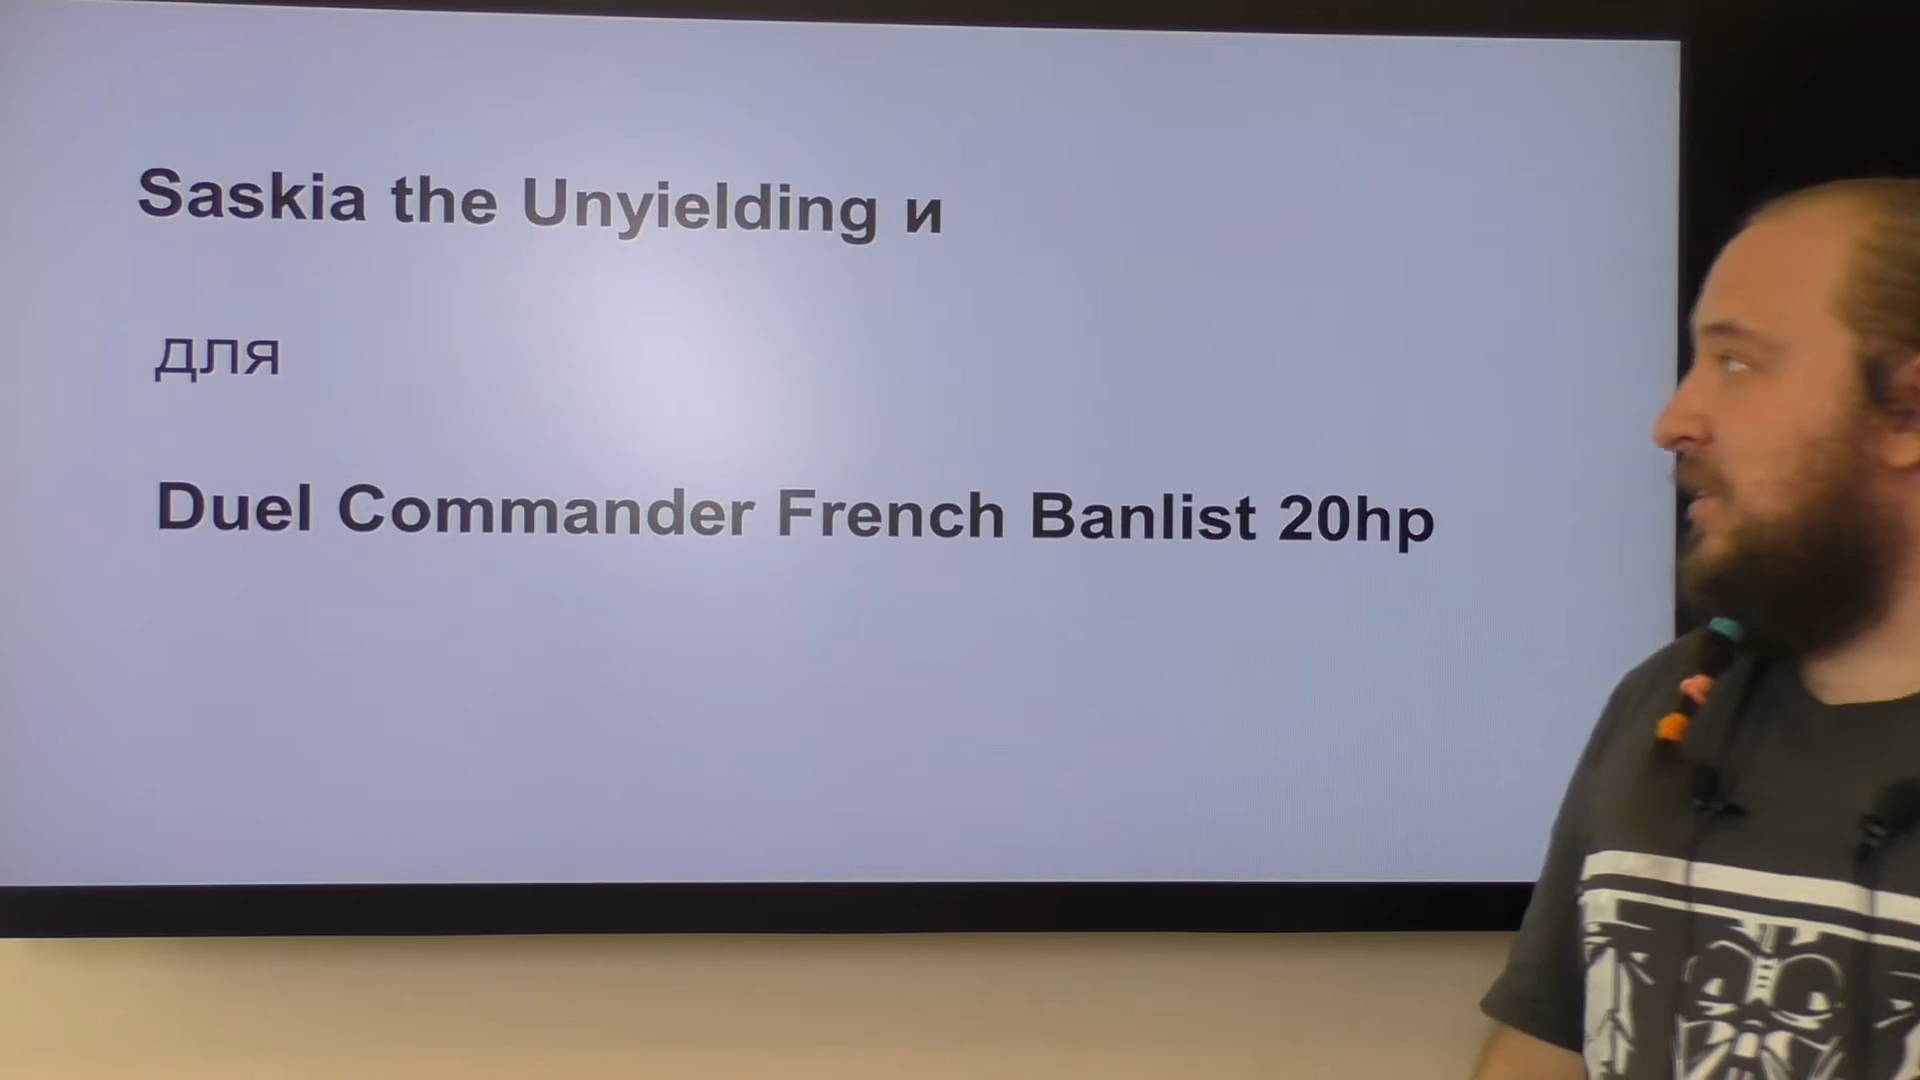 Saskia the Unyielding и
для
Duel Commander French Banlist 20hp